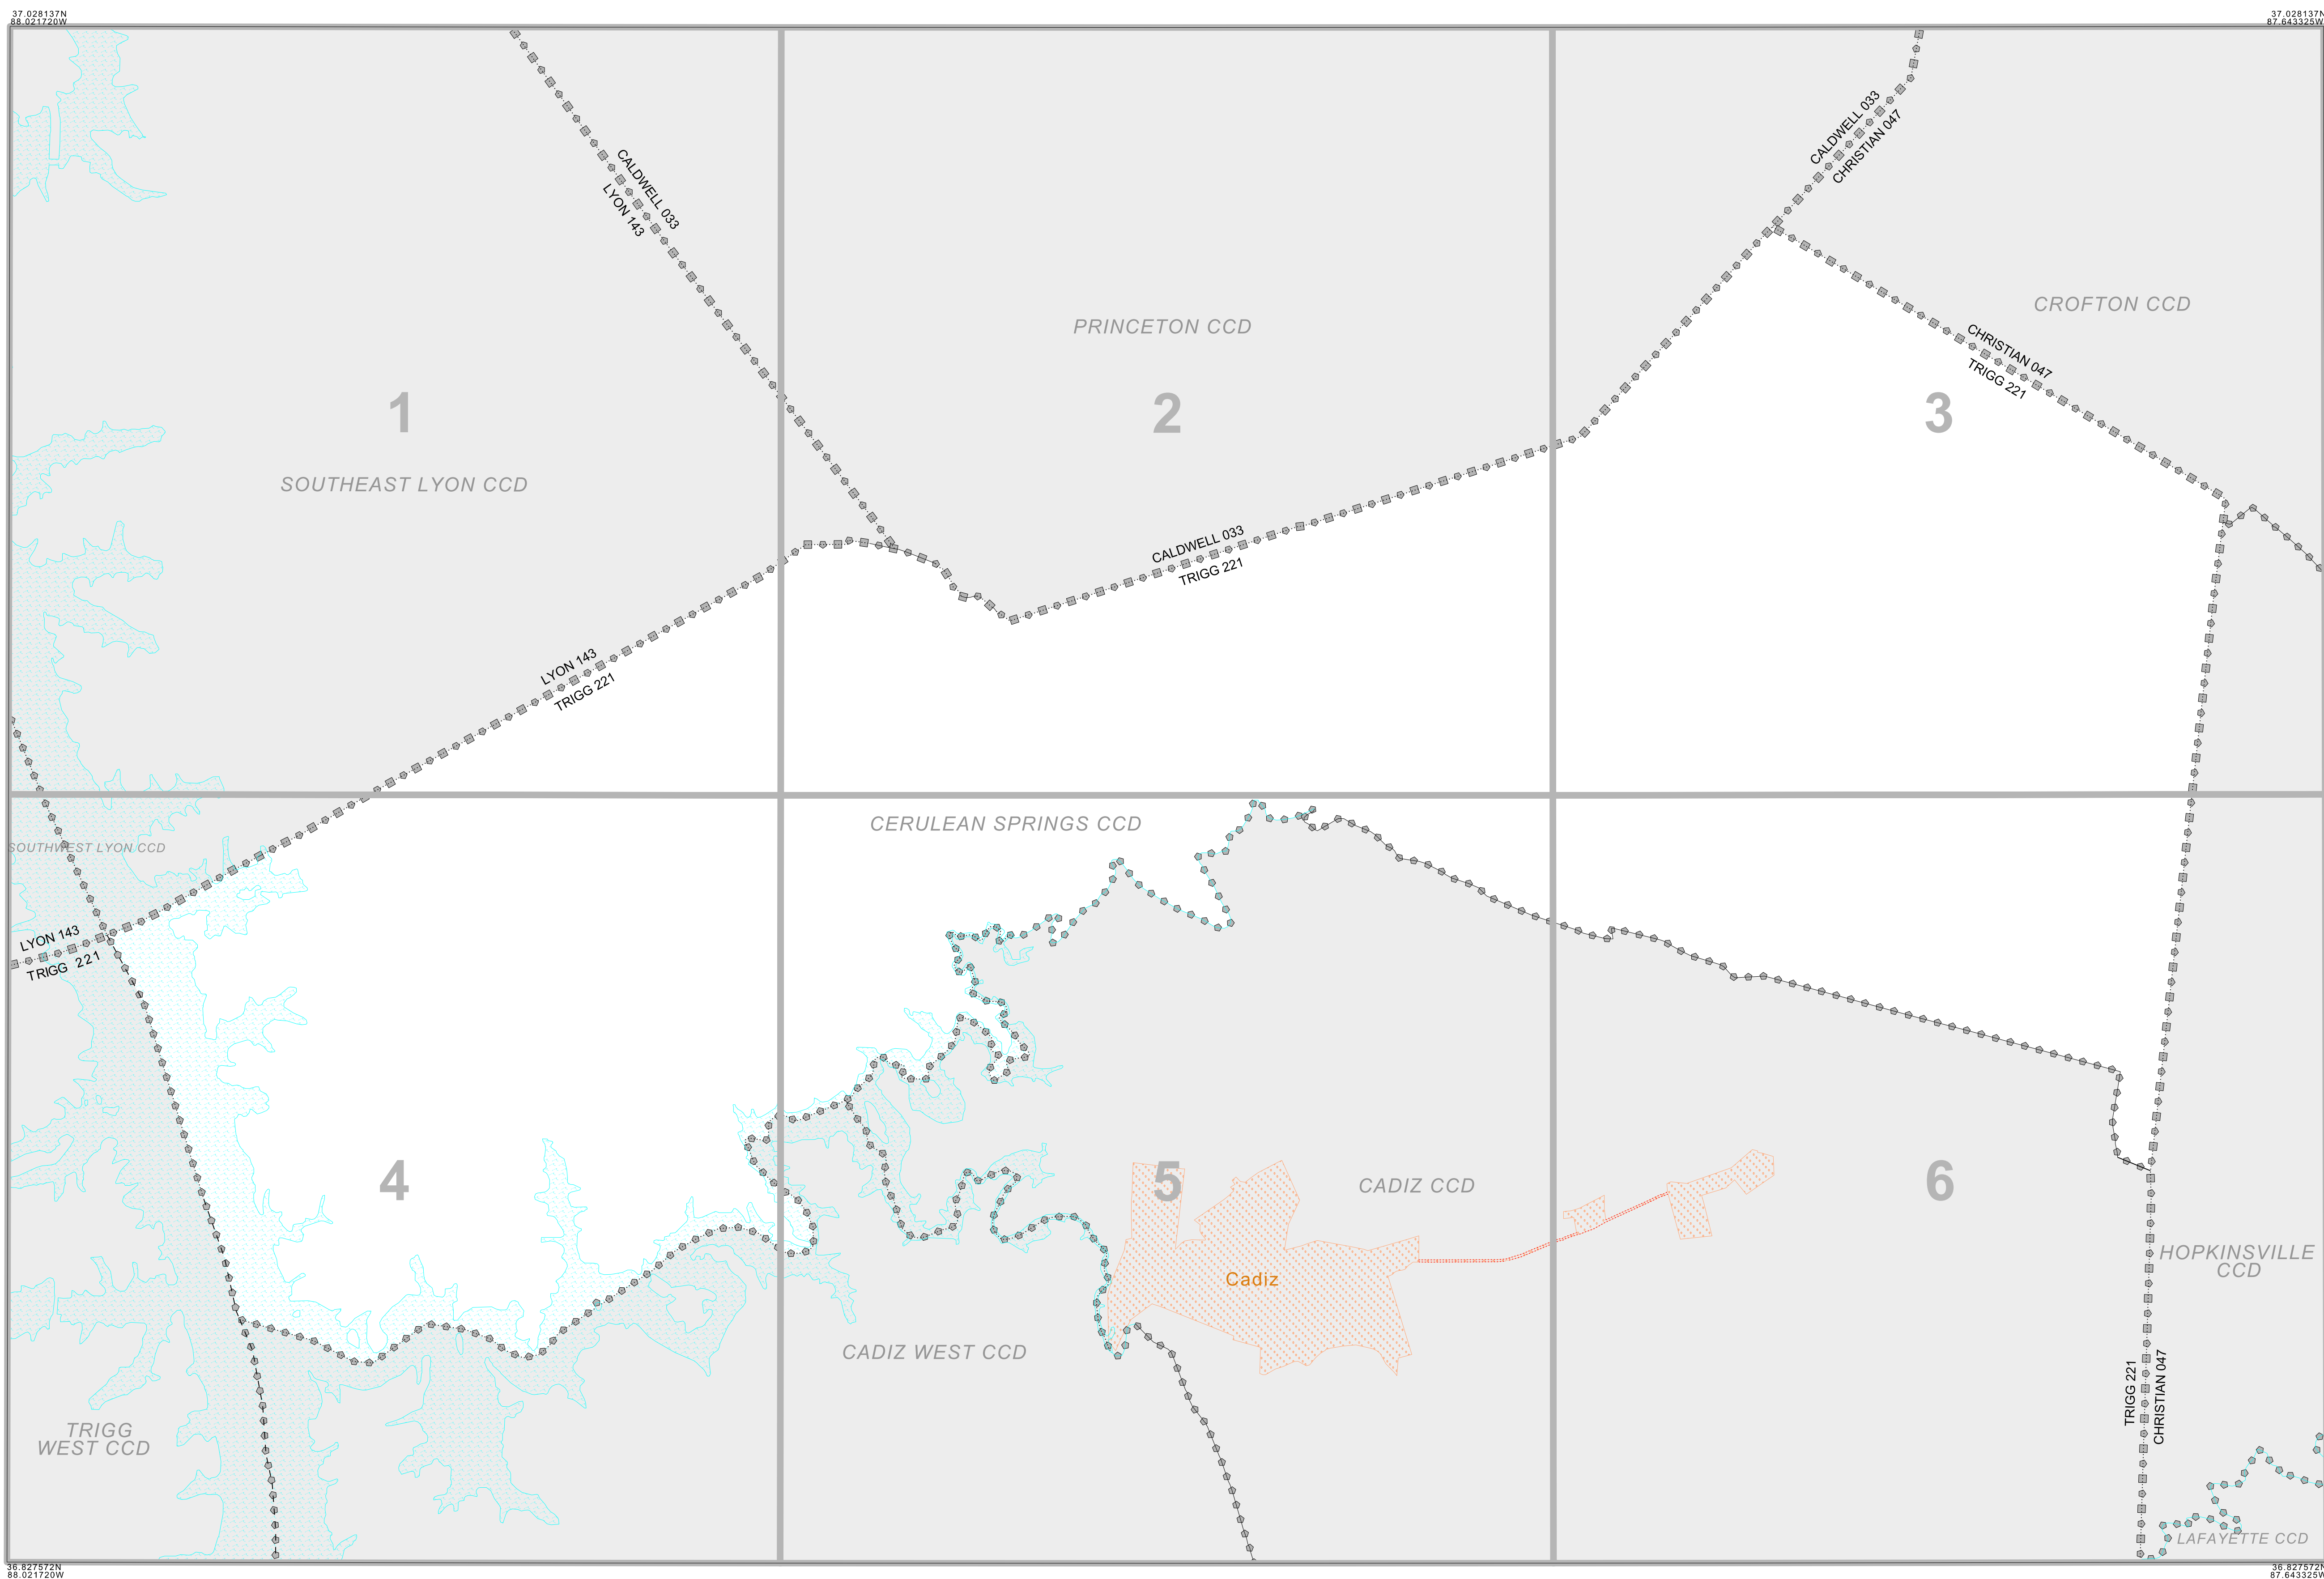 37.028137N
88.021720W
37.028137N
87.643325W
CALDWELL 033
LYON 143
CALDWELL 033
CHRISTIAN 047
PRINCETON CCD
CROFTON CCD
CHRISTIAN 047
TRIGG 221
1
2
3
SOUTHEAST LYON CCD
CALDWELL 033
TRIGG 221
LYON 143
TRIGG 221
CERULEAN SPRINGS CCD
SOUTHWEST LYON CCD
LYON 143
TRIGG 221
4
5
6
CADIZ CCD
HOPKINSVILLE
CCD
Cadiz
CADIZ WEST CCD
TRIGG 221
CHRISTIAN 047
TRIGG
WEST CCD
LAFAYETTE CCD
36.827572N
88.021720W
36.827572N
87.643325W